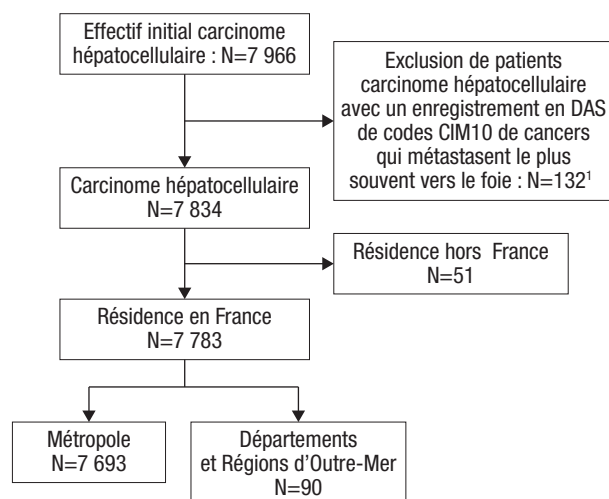 Effectif initial carcinome
hépatocellulaire : N=7 966
Exclusion de patients
carcinome hépatocellulaire
avec un enregistrement en DAS
de codes CIM10 de cancers
qui métastasent le plus
souvent vers le foie : N=132¹
Carcinome hépatocellulaire
N=7 834
Résidence hors France
N=51
Résidence en France
N=7 783
Métropole
N=7 693
Départements
et Régions d'Outre-Mer
N=90